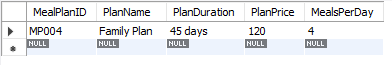 MealPlanID PlanName PlanDuration PlanPrice MealsPerDay
MP004 Family Plan 45 days 120 4
NULL NULL NULL NULL NULL